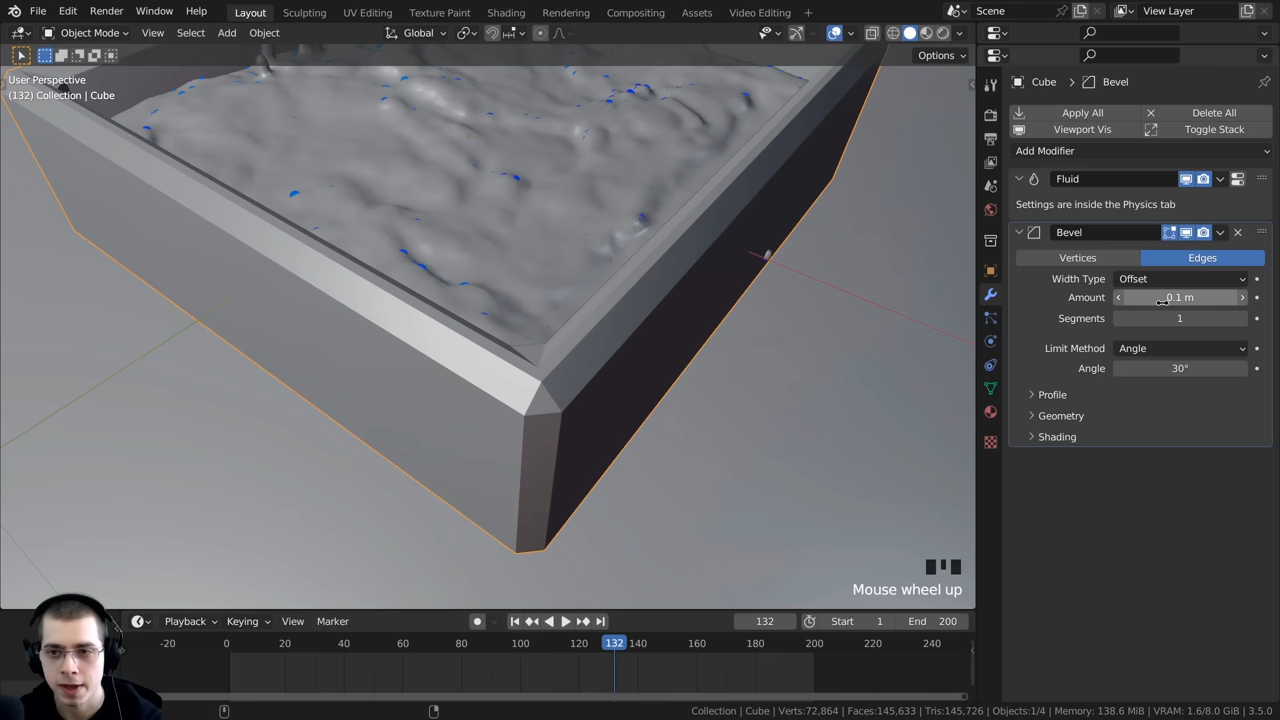 File Edit Render Window Help Layout Sculpting UV Editing Texture Paint Shading Rendering Compositing Assets Video Editing + Scene View Layer
Object Mode View Select Add Object Global
Options
User Perspective
(132) Collection | Cube
Cube > Bevel
Apply All Delete All
Viewport Vis Toggle Stack
Add Modifier
Fluid
Settings are inside the Physics tab
Bevel
Vertices Edges
Width Type Offset
Amount 0.1 m
Segments 1
Limit Method Angle
Angle 30°
Profile
Geometry
Shading
Mouse wheel up
Playback Keying View Marker 132 Start 1 End 200
-20 0 20 40 60 80 100 120 132 140 160 180 200 220 240
Collection | Cube | Verts:72,864 | Faces:145,633 | Tris:145,726 | Objects:1/4 | Memory: 138.6 MiB | VRAM: 1.6/8.0 GiB | 3.5.0